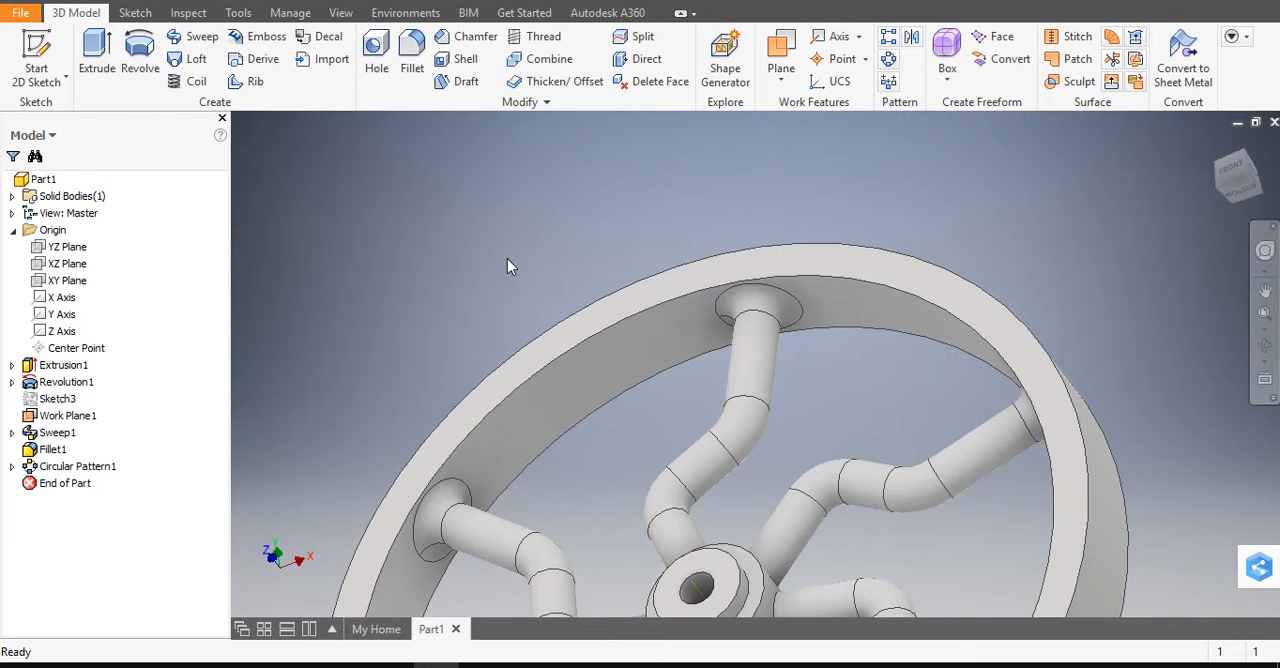 File 3D Model Sketch Inspect Tools Manage View Environments BIM Get Started Autodesk A360
Sweep Emboss Decal Chamfer Thread Split Axis Face Stitch
Start Extrude Revolve Loft Derive Import Hole Fillet Shell Combine Direct Shape Plane Point Box Convert Patch Convert to
2D Sketch Coil Rib Draft Thicken/ Offset Delete Face Generator UCS Sculpt Sheet Metal
Sketch Create Modify Explore Work Features Pattern Create Freeform Surface Convert
Model
Part1
Solid Bodies(1)
View: Master
Origin
YZ Plane
XZ Plane
XY Plane
X Axis
Y Axis
Z Axis
Center Point
Extrusion1
Revolution1
Sketch3
Work Plane1
Sweep1
Fillet1
Circular Pattern1
End of Part
FRONT
BOTTOM
Y
Z
X
My Home Part1
Ready 1 1